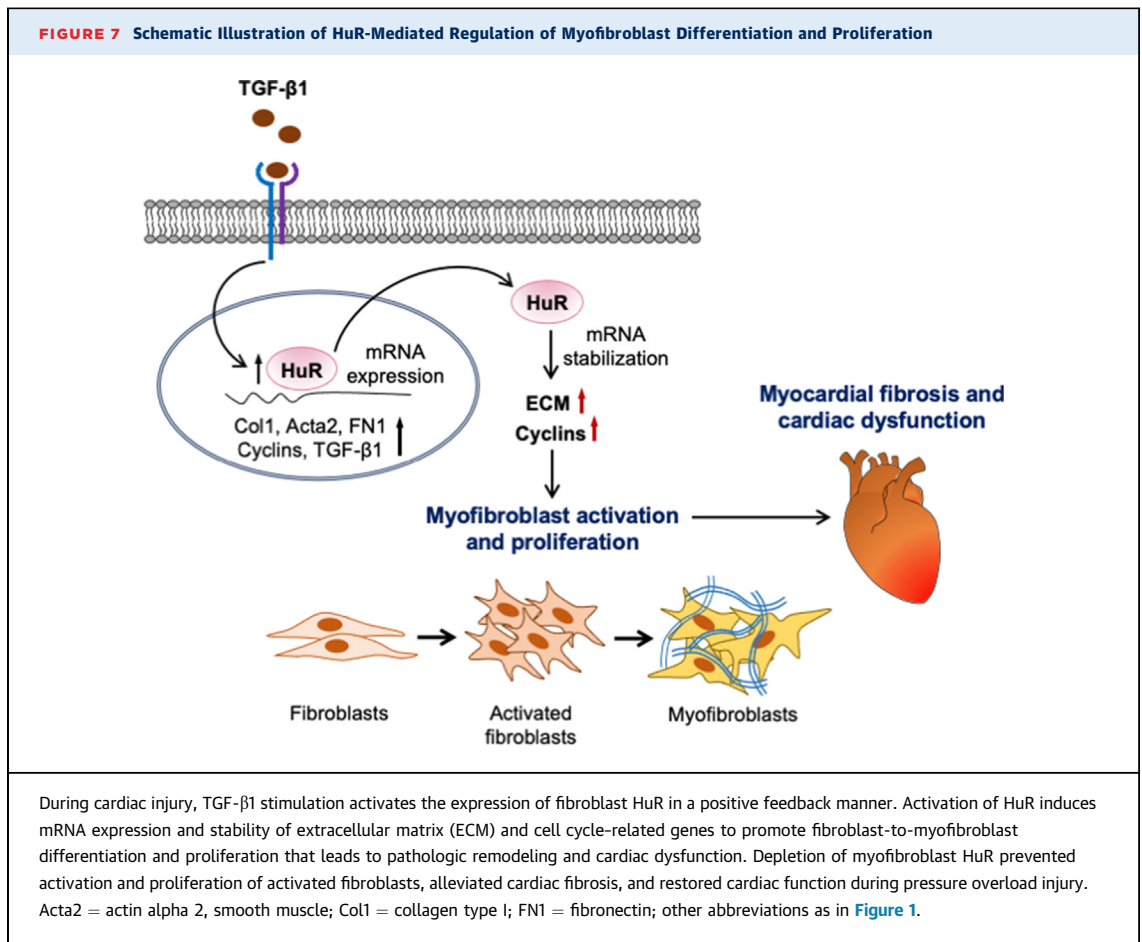 FIGURE 7 Schematic Illustration of HuR-Mediated Regulation of Myofibroblast Differentiation and Proliferation
TGF-β1
HuR
mRNA
expression
Col1, Acta2, FN1
Cyclins, TGF-β1
HuR
mRNA
stabilization
ECM
Cyclins
Myofibroblast activation
and proliferation
Myocardial fibrosis and
cardiac dysfunction
Fibroblasts
Activated
fibroblasts
Myofibroblasts
During cardiac injury, TGF-β1 stimulation activates the expression of fibroblast HuR in a positive feedback manner. Activation of HuR induces
mRNA expression and stability of extracellular matrix (ECM) and cell cycle–related genes to promote fibroblast-to-myofibroblast
differentiation and proliferation that leads to pathologic remodeling and cardiac dysfunction. Depletion of myofibroblast HuR prevented
activation and proliferation of activated fibroblasts, alleviated cardiac fibrosis, and restored cardiac function during pressure overload injury.
Acta2 = actin alpha 2, smooth muscle; Col1 = collagen type I; FN1 = fibronectin; other abbreviations as in Figure 1.